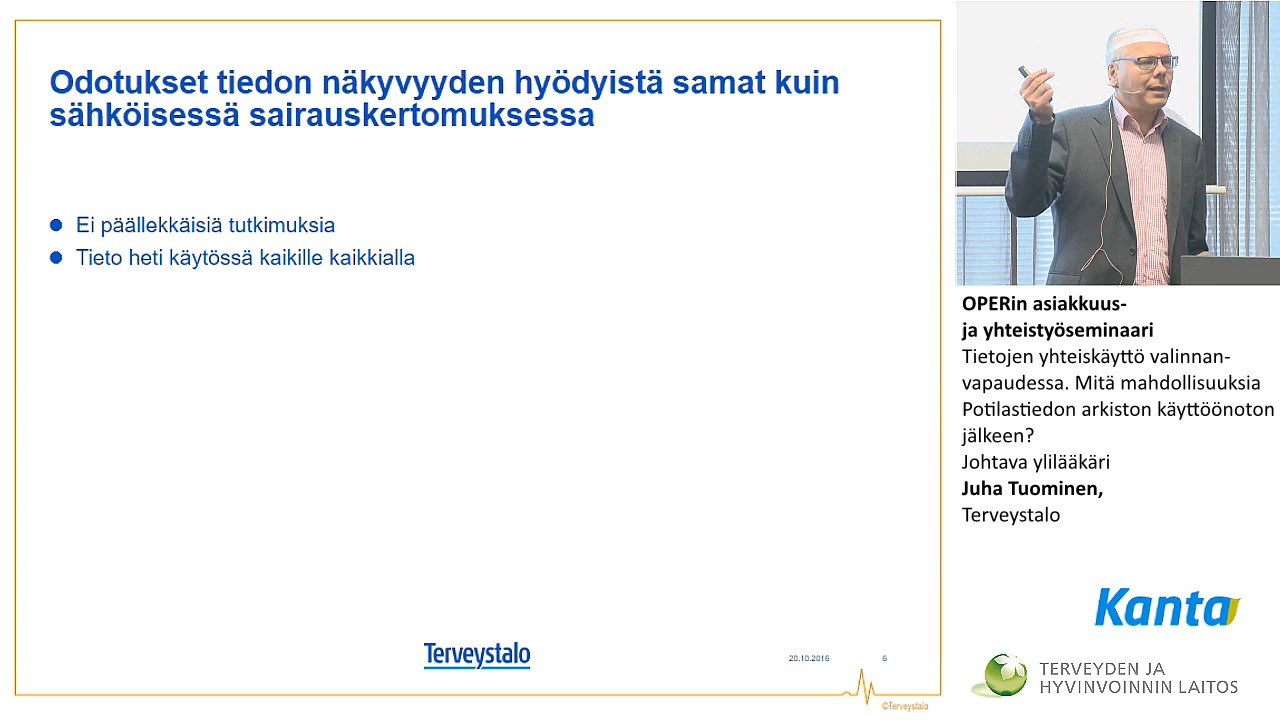 Odotukset tiedon näkyvyyden hyödyistä samat kuin
sähköisessä sairauskertomuksessa
Ei päällekkäisiä tutkimuksia
Tieto heti käytössä kaikille kaikkialla
Terveystalo
20.10.2016
6
©Terveystalo
OPERin asiakkuus-
ja yhteistyöseminaari
Tietojen yhteiskäyttö valinnan-
vapaudessa. Mitä mahdollisuuksia
Potilastiedon arkiston käyttöönoton
jälkeen?
Johtava ylilääkäri
Juha Tuominen,
Terveystalo
Kanta
TERVEYDEN JA
HYVINVOINNIN LAITOS